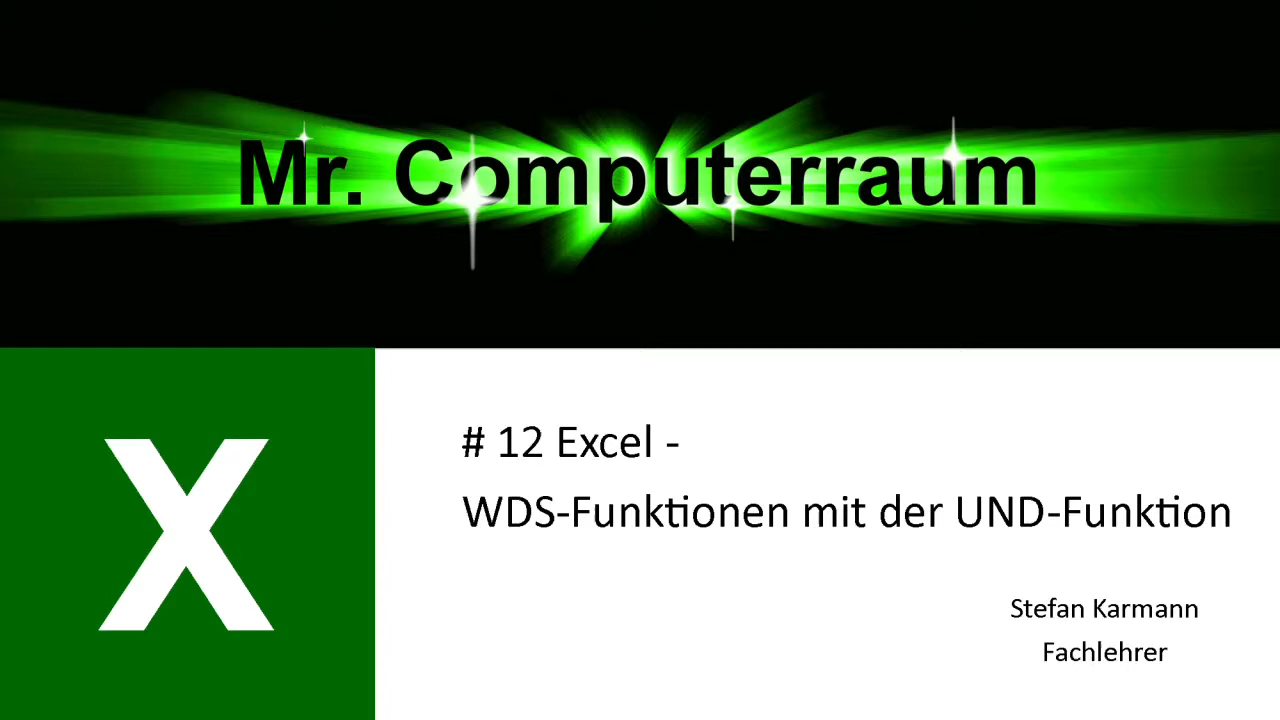 Mr. Computerraum
X
# 12 Excel -
WDS-Funktionen mit der UND-Funktion
Stefan Karmann
Fachlehrer